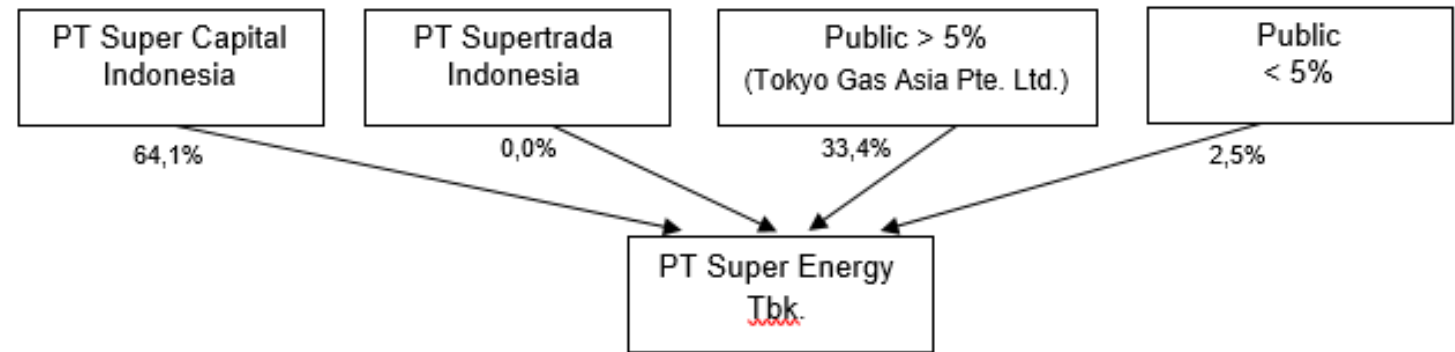 PT Super Capital
Indonesia
PT Supertrada
Indonesia
Public > 5%
(Tokyo Gas Asia Pte. Ltd.)
Public
< 5%
64,1%
0,0%
33,4%
2,5%
PT Super Energy
Tbk.